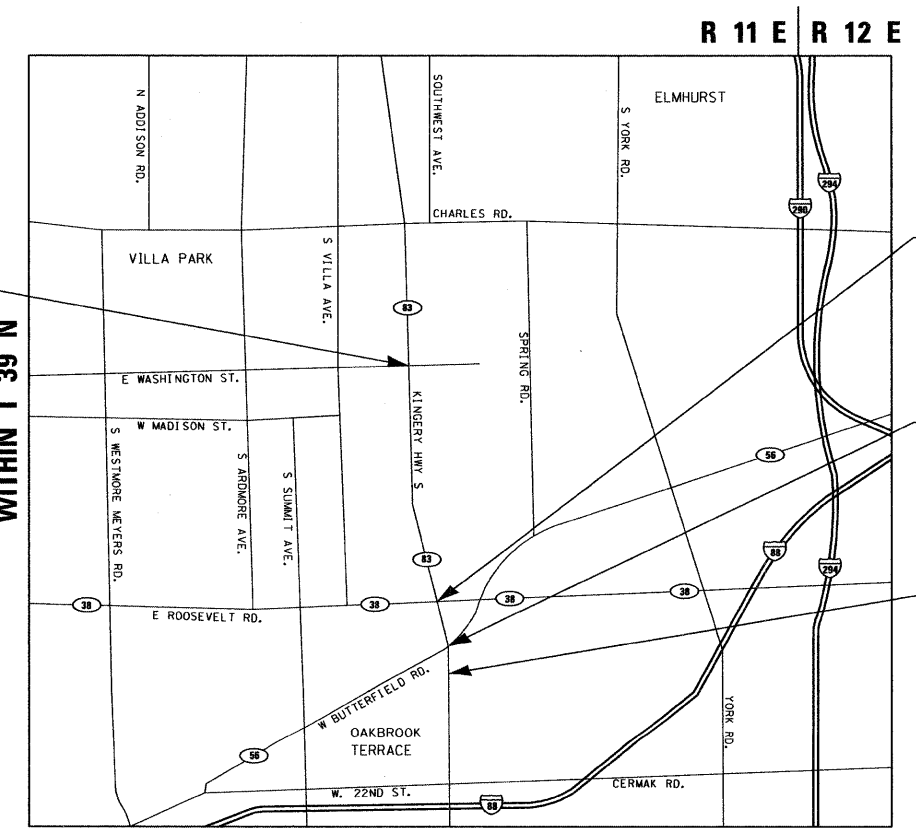 R 11 E R 12 E
N ADDISON RD.
SOUTHWEST AVE.
S YORK RD.
ELMHURST
294
290
CHARLES RD.
VILLA PARK
S VILLA AVE.
83
SPRING RD.
WITHIN T 39 N
E WASHINGTON ST.
KINGERY HWY S
W MADISON ST.
S WESTMORE MEYERS RD.
S ARDMORE AVE.
S SUMMIT AVE.
56
88
83
294
38
38
38
38
E ROOSEVELT RD.
W BUTTERFIELD RD.
YORK RD.
OAKBROOK
TERRACE
56
W. 22ND ST.
CERMAK RD.
88